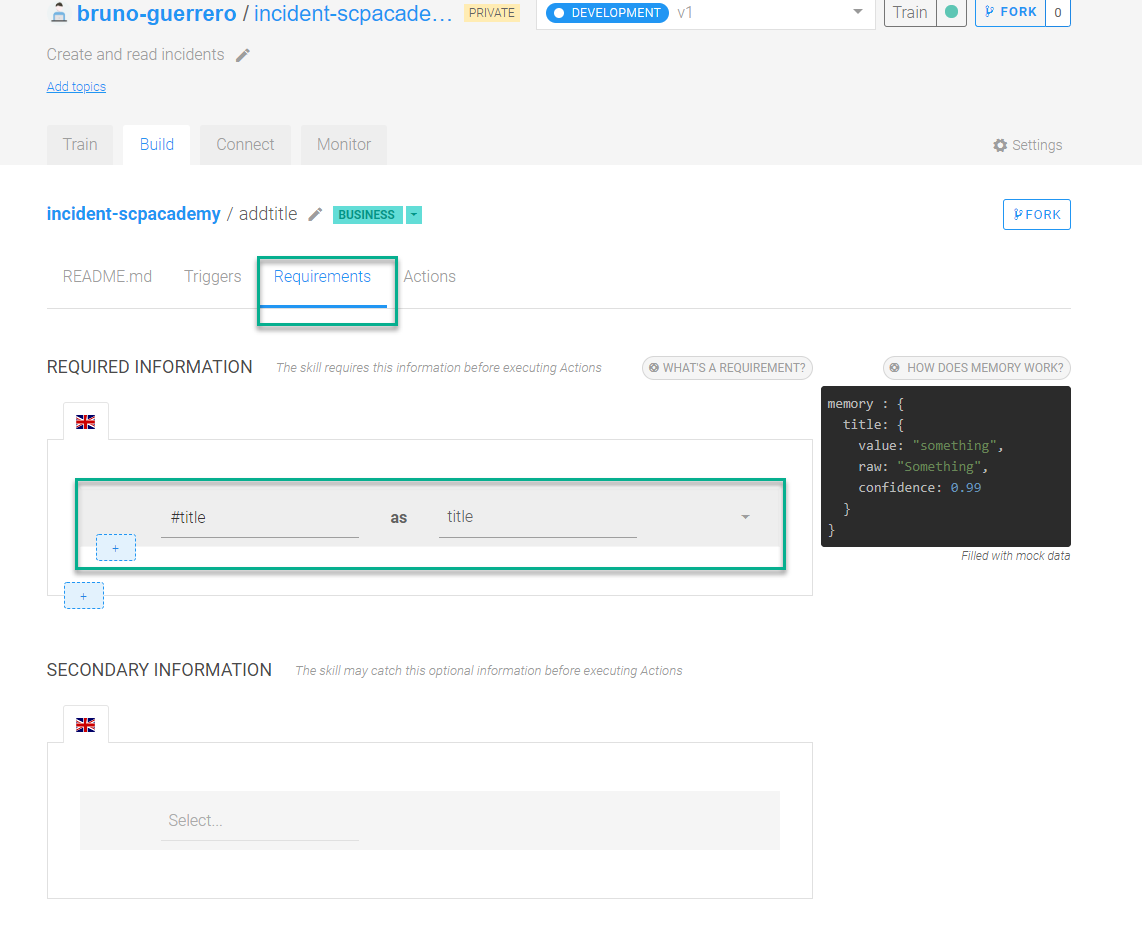 bruno-guerrero / incident-scpacade... PRIVATE DEVELOPMENT v1 Train FORK 0
Create and read incidents
Add topics
Train Build Connect Monitor Settings
incident-scpacademy / addtitle BUSINESS FORK
README.md Triggers Requirements Actions
REQUIRED INFORMATION The skill requires this information before executing Actions WHAT'S A REQUIREMENT? HOW DOES MEMORY WORK?
memory : {
title: {
value: "something",
raw: "Something",
confidence: 0.99
}
}
Filled with mock data
#title as title
+
+
SECONDARY INFORMATION The skill may catch this optional information before executing Actions
Select...